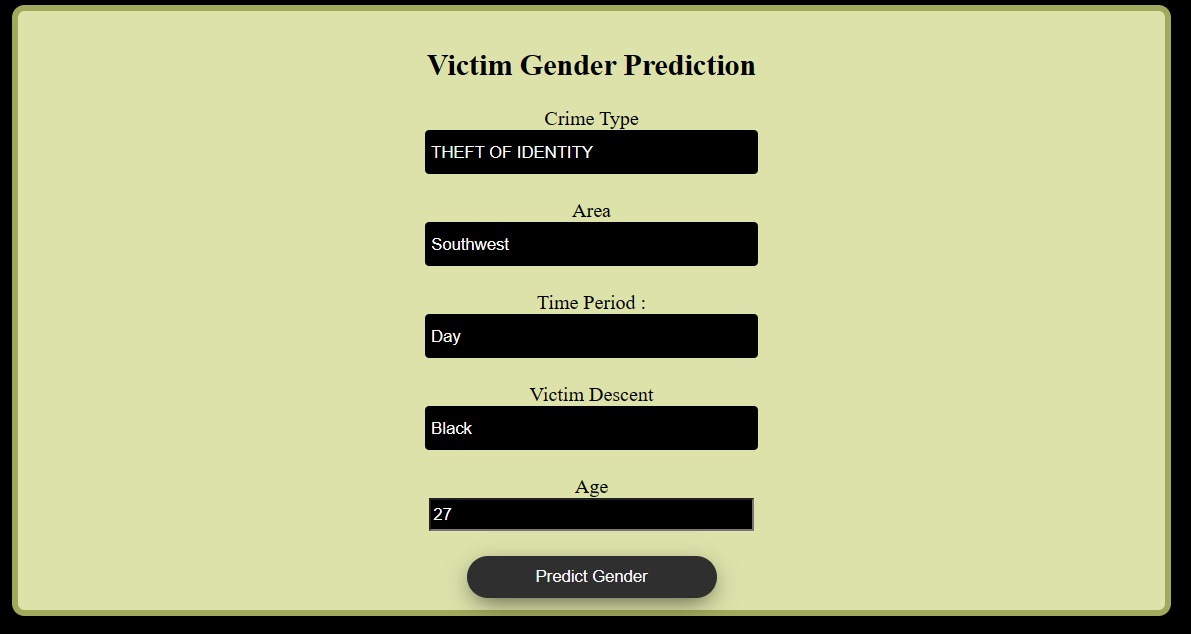 Victim Gender Prediction
Crime Type
THEFT OF IDENTITY
Area
Southwest
Time Period :
Day
Victim Descent
Black
Age
27
Predict Gender